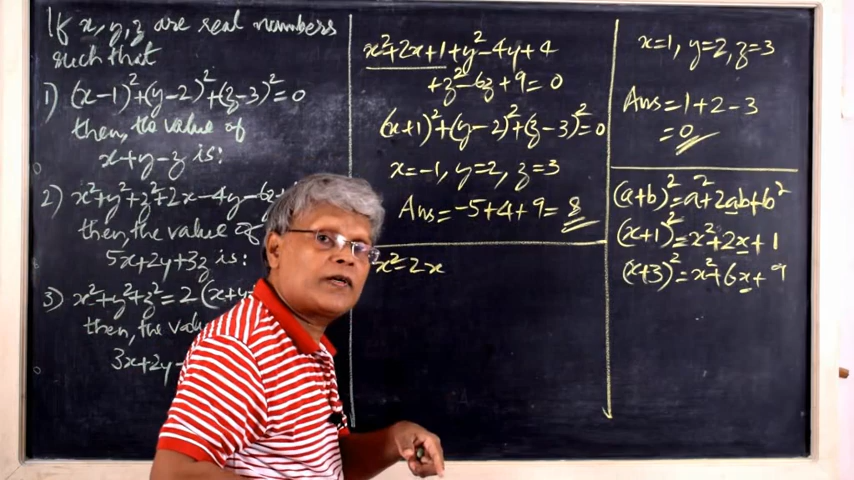 If x, y, z are real numbers
such that
1) (x-1)²+(y-2)²+(z-3)²=0
then, the value of
x+y-z is:
2) x²+y²+z²+2x-4y-6z
then, the value of
5x+2y+3z is:
3) x²+y²+z²=2(x+y
then, the
3x+2y-
x²+2x+1+y²-4y+4
+z²-6z+9=0
(x+1)²+(y-2)²+(z-3)²=0
x=-1, y=2, z=3
Ans=-5+4+9=8
x²-2x
x=1, y=2, z=3
Ans=1+2-3
=0
(a+b)²=a²+2ab+b²
(x+1)²=x²+2x+1
(x+3)²=x²+6x+9